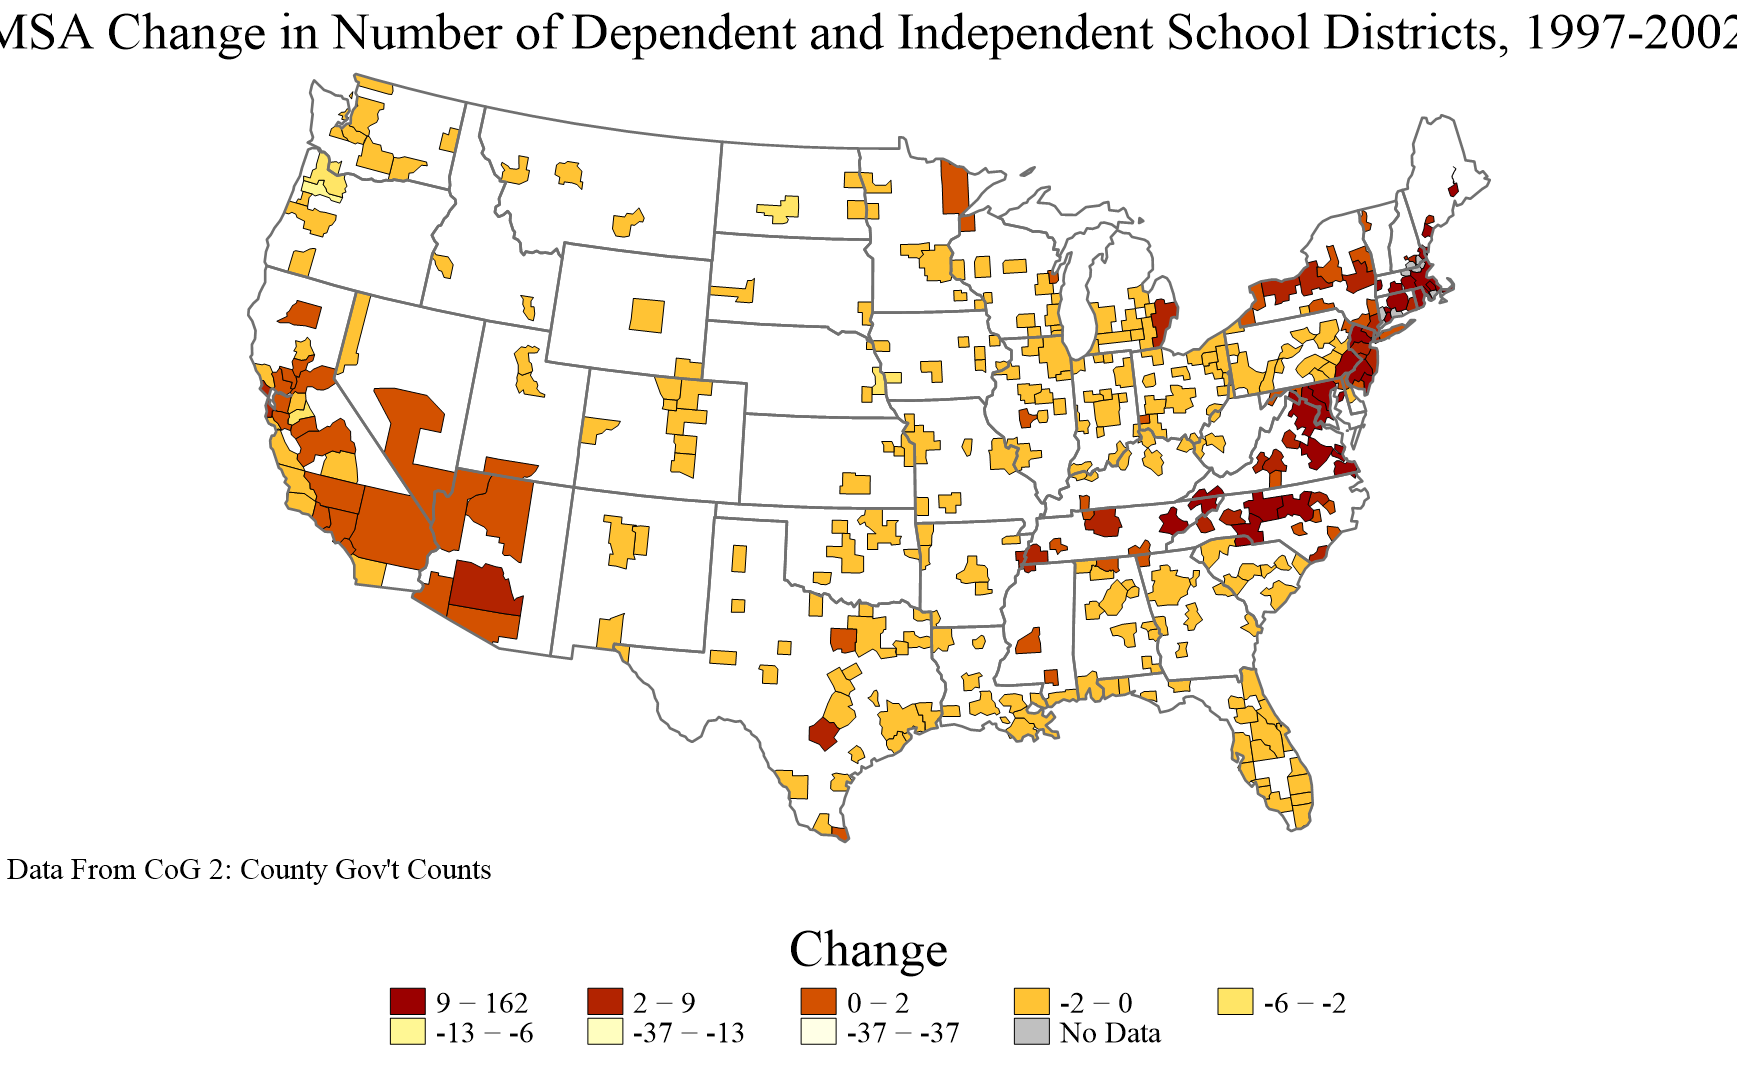 MSA Change in Number of Dependent and Independent School Districts, 1997-2002
Data From CoG 2: County Gov't Counts
Change
9 – 162
2 – 9
0 – 2
-2 – 0
-6 – -2
-13 – -6
-37 – -13
-37 – -37
No Data